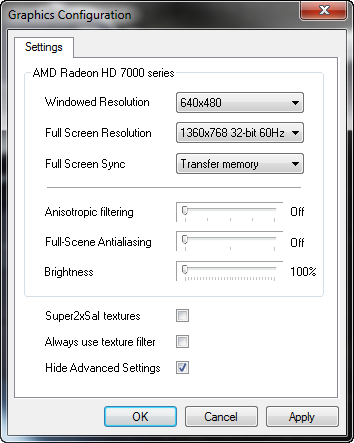 Graphics Configuration
Settings
AMD Radeon HD 7000 series
Windowed Resolution 640x480
Full Screen Resolution 1360x768 32-bit 60Hz
Full Screen Sync Transfer memory
Anisotropic filtering Off
Full-Scene Antialiasing Off
Brightness 100%
Super2xSal textures
Always use texture filter
Hide Advanced Settings
OK Cancel Apply